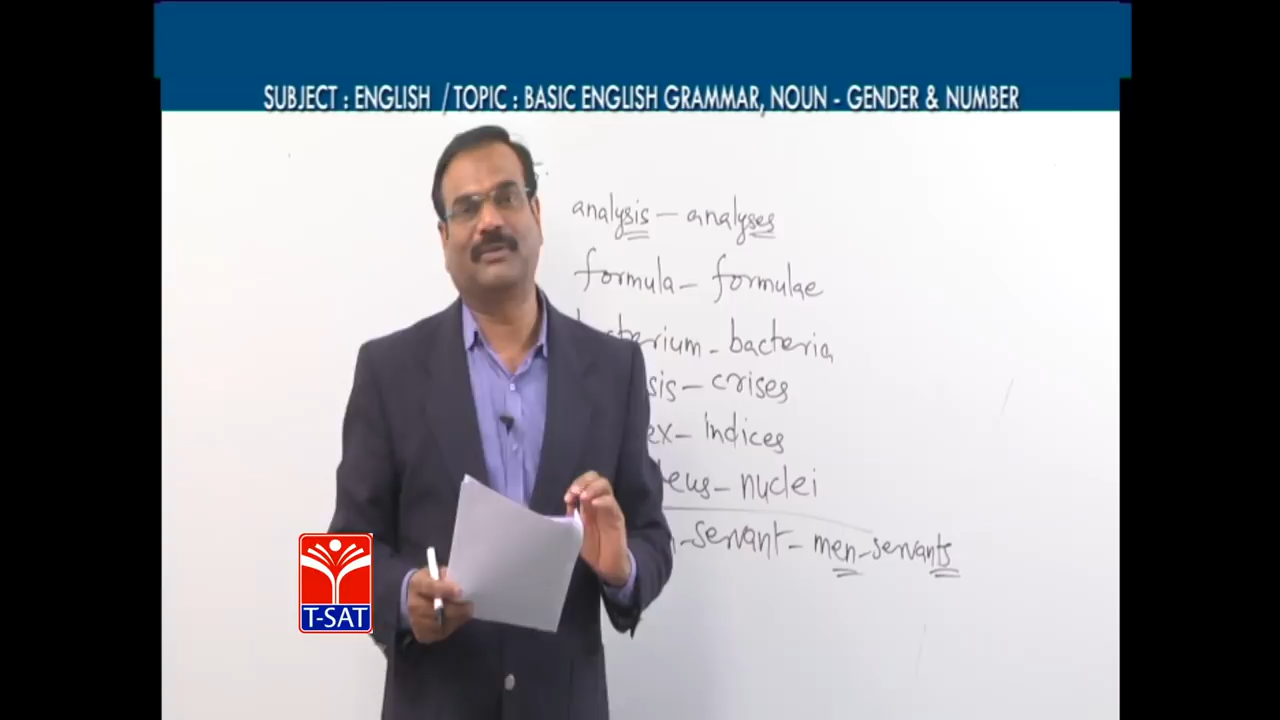 SUBJECT : ENGLISH / TOPIC : BASIC ENGLISH GRAMMAR, NOUN - GENDER & NUMBER
analysis – analyses
formula – formulae
bacterium – bacteria
– crises
– indices
– nuclei
-servant – men-servants
T-SAT